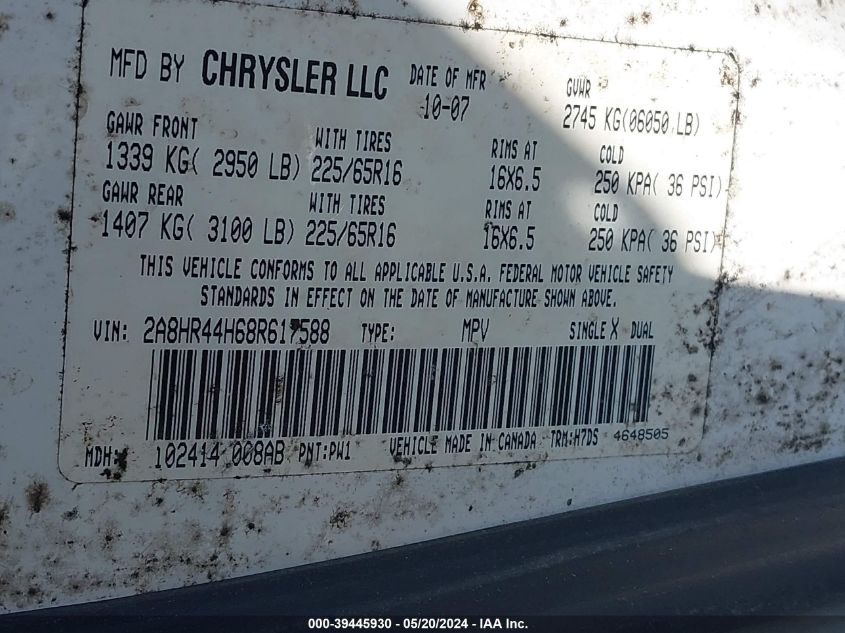 MFD BY CHRYSLER LLC DATE OF MFR GVWR
10-07 2745 KG(06050 LB)
GAWR FRONT WITH TIRES RIMS AT COLD
1339 KG( 2950 LB) 225/65R16 16X6.5 250 KPA( 36 PSI)
GAWR REAR WITH TIRES RIMS AT COLD
1407 KG( 3100 LB) 225/65R16 16X6.5 250 KPA( 36 PSI)
THIS VEHICLE CONFORMS TO ALL APPLICABLE U.S.A. FEDERAL MOTOR VEHICLE SAFETY
STANDARDS IN EFFECT ON THE DATE OF MANUFACTURE SHOWN ABOVE.
VIN: 2A8HR44H68R617588 TYPE: MPV SINGLE X DUAL
MDH: 102414 008AB PNT:PW1 VEHICLE MADE IN CANADA TRM:H7DS 4648505
000-39445930 - 05/20/2024 - IAA Inc.